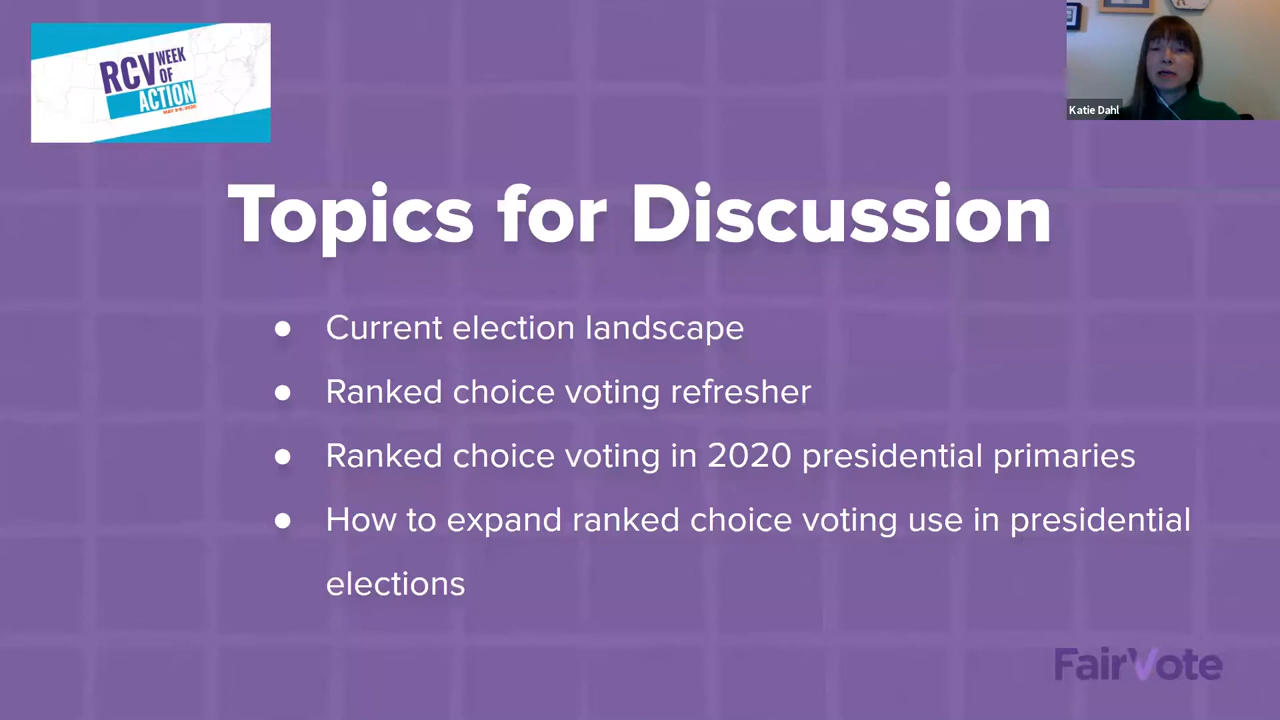 RCV WEEK
OF
ACTION
Katie Dahl
Topics for Discussion
● Current election landscape
● Ranked choice voting refresher
● Ranked choice voting in 2020 presidential primaries
● How to expand ranked choice voting use in presidential
elections
FairVote